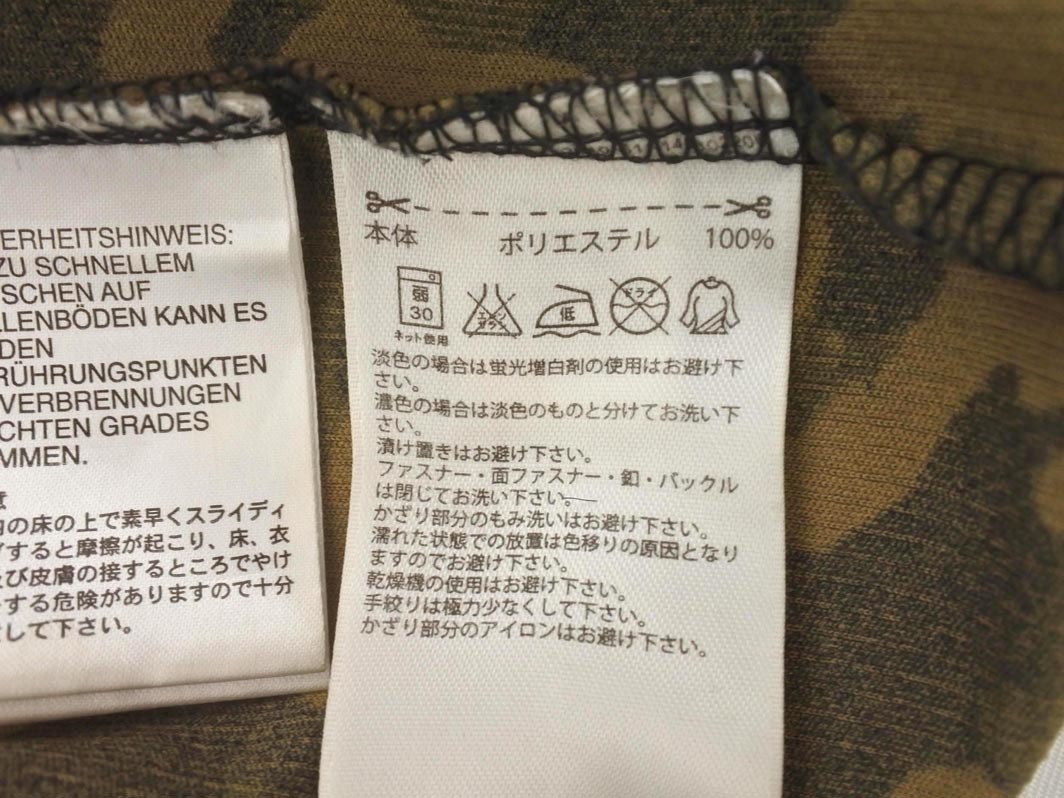 ERHEITSHINWEIS:
ZU SCHNELLEM
SCHEN AUF
LLENBÖDEN KANN ES
DEN
RÜHRUNGSPUNKTEN
VERBRENNUNGEN
CHTEN GRADES
MMEN.
の床の上で素早くスライディ
すると摩擦が起こり、床、衣
び皮膚の接するところでやけ
する危険がありますので十分
して下さい。
本体 ポリエステル 100%
弱
30
ネット使用
エンソ
サラシ
低
ドライ
淡色の場合は蛍光増白剤の使用はお避け下
さい。
濃色の場合は淡色のものと分けてお洗い下
さい。
漬け置きはお避け下さい。
ファスナー・面ファスナー・釦・バックル
は閉じてお洗い下さい。
かざり部分のもみ洗いはお避け下さい。
濡れた状態での放置は色移りの原因となり
ますのでお避け下さい。
乾燥機の使用はお避け下さい。
手絞りは極力少なくして下さい。
かざり部分のアイロンはお避け下さい。